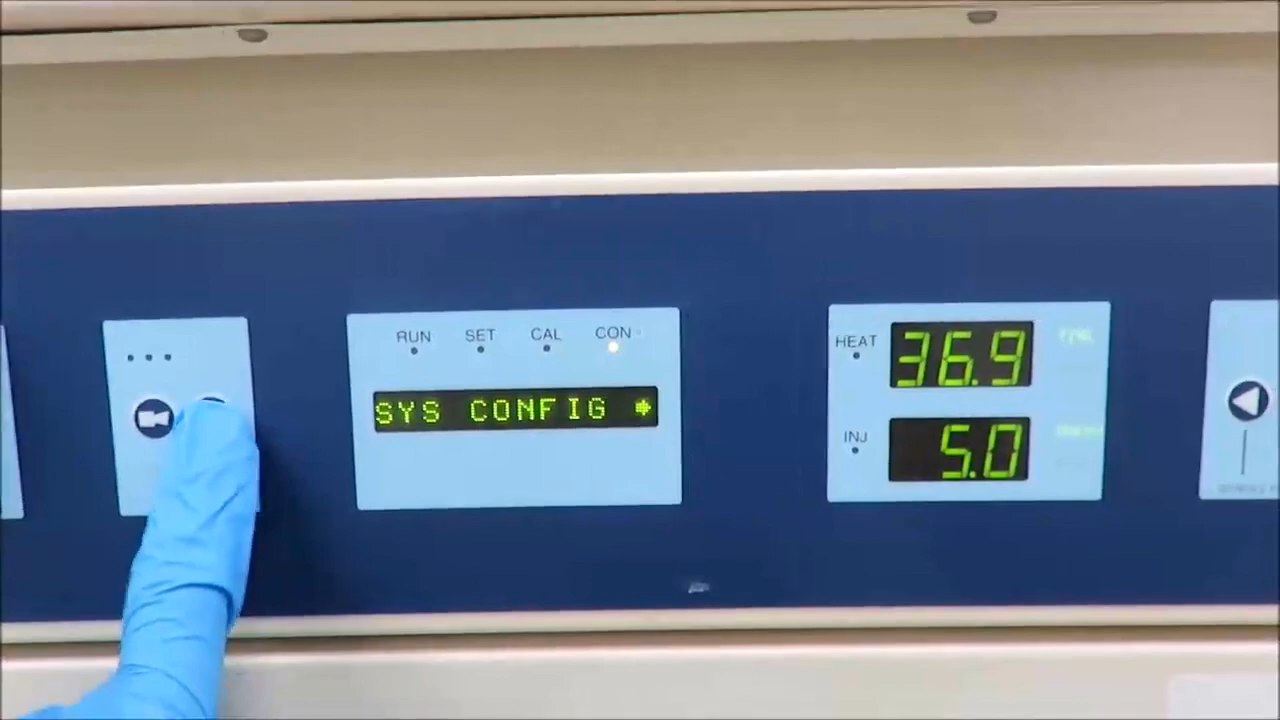 RUN SET CAL CON
SYS CONFIG →
HEAT 36.9
INJ 5.0